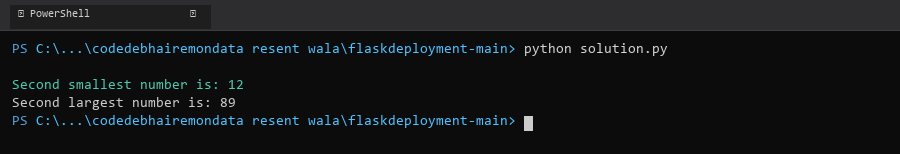 PowerShell
PS C:\...\codedebhairemondata resent wala\flaskdeployment-main> python solution.py
Second smallest number is: 12
Second largest number is: 89
PS C:\...\codedebhairemondata resent wala\flaskdeployment-main>